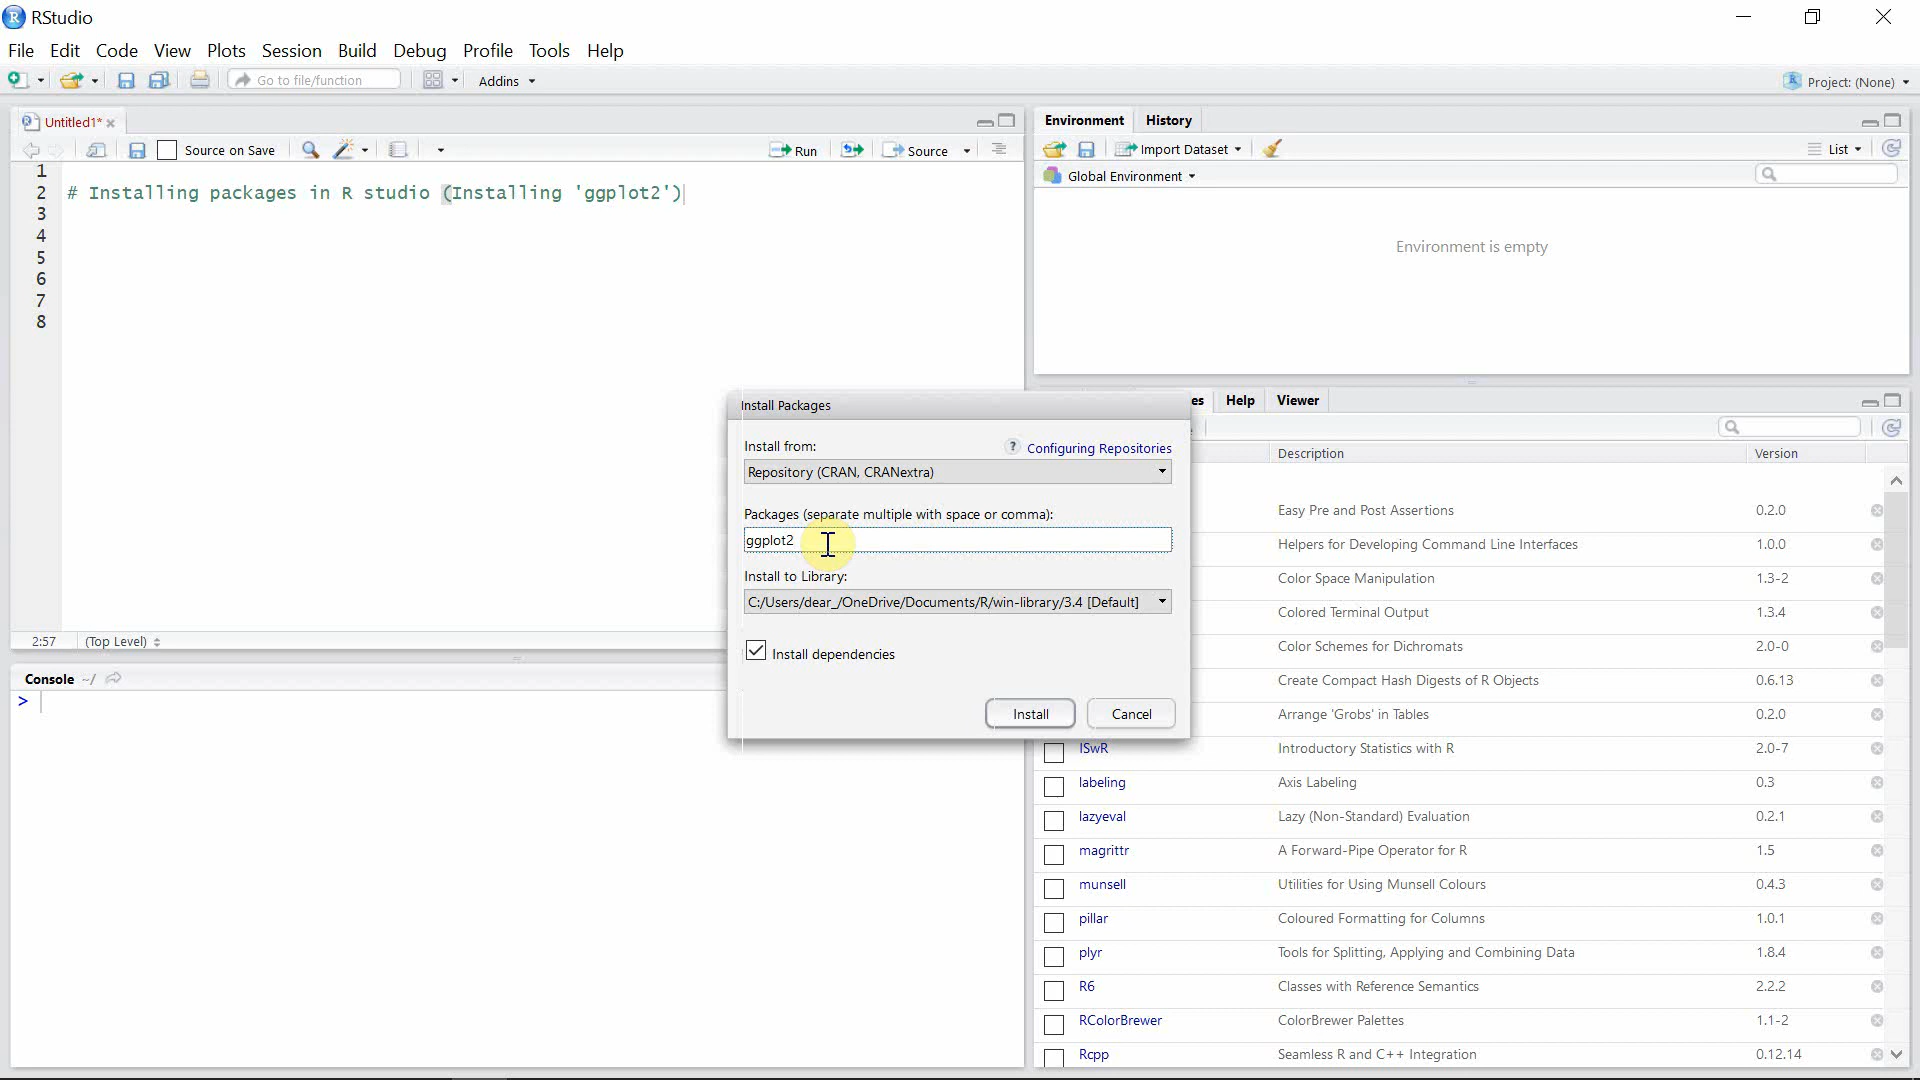 RStudio
File Edit Code View Plots Session Build Debug Profile Tools Help
Go to file/function Addins Project: (None)
Untitled1*
Source on Save Run Source
1
2 # Installing packages in R studio (Installing 'ggplot2')
3
4
5
6
7
8
2:57 (Top Level)
Console ~/
>
Environment History
Import Dataset List
Global Environment
Environment is empty
es Help Viewer
Description Version
Easy Pre and Post Assertions 0.2.0
Helpers for Developing Command Line Interfaces 1.0.0
Color Space Manipulation 1.3-2
Colored Terminal Output 1.3.4
Color Schemes for Dichromats 2.0-0
Create Compact Hash Digests of R Objects 0.6.13
Arrange 'Grobs' in Tables 0.2.0
ISwR Introductory Statistics with R 2.0-7
labeling Axis Labeling 0.3
lazyeval Lazy (Non-Standard) Evaluation 0.2.1
magrittr A Forward-Pipe Operator for R 1.5
munsell Utilities for Using Munsell Colours 0.4.3
pillar Coloured Formatting for Columns 1.0.1
plyr Tools for Splitting, Applying and Combining Data 1.8.4
R6 Classes with Reference Semantics 2.2.2
RColorBrewer ColorBrewer Palettes 1.1-2
Rcpp Seamless R and C++ Integration 0.12.14
Install Packages
Install from: ? Configuring Repositories
Repository (CRAN, CRANextra)
Packages (separate multiple with space or comma):
ggplot2
Install to Library:
C:/Users/dear_/OneDrive/Documents/R/win-library/3.4 [Default]
Install dependencies
Install Cancel